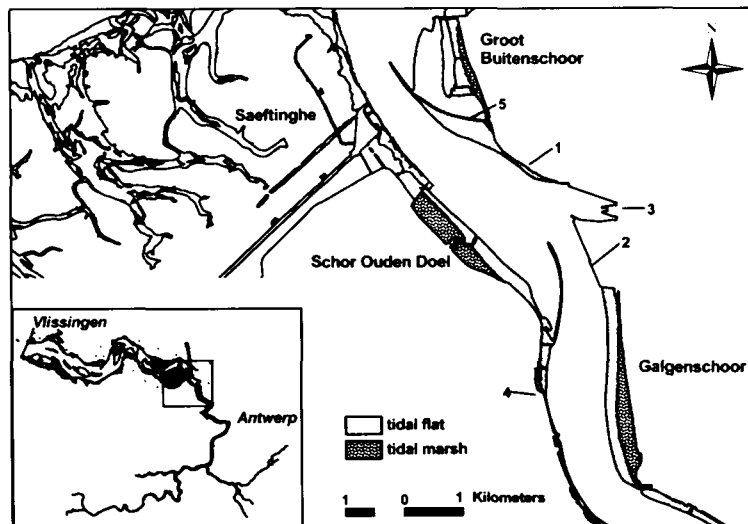 N
Groot
Buitenschoor
5
Saeftinghe
1
3
2
Schor Ouden Doel
Vlissingen
Galgenschoor
4
Antwerp
tidal flat
tidal marsh
1 0 1 Kilometers